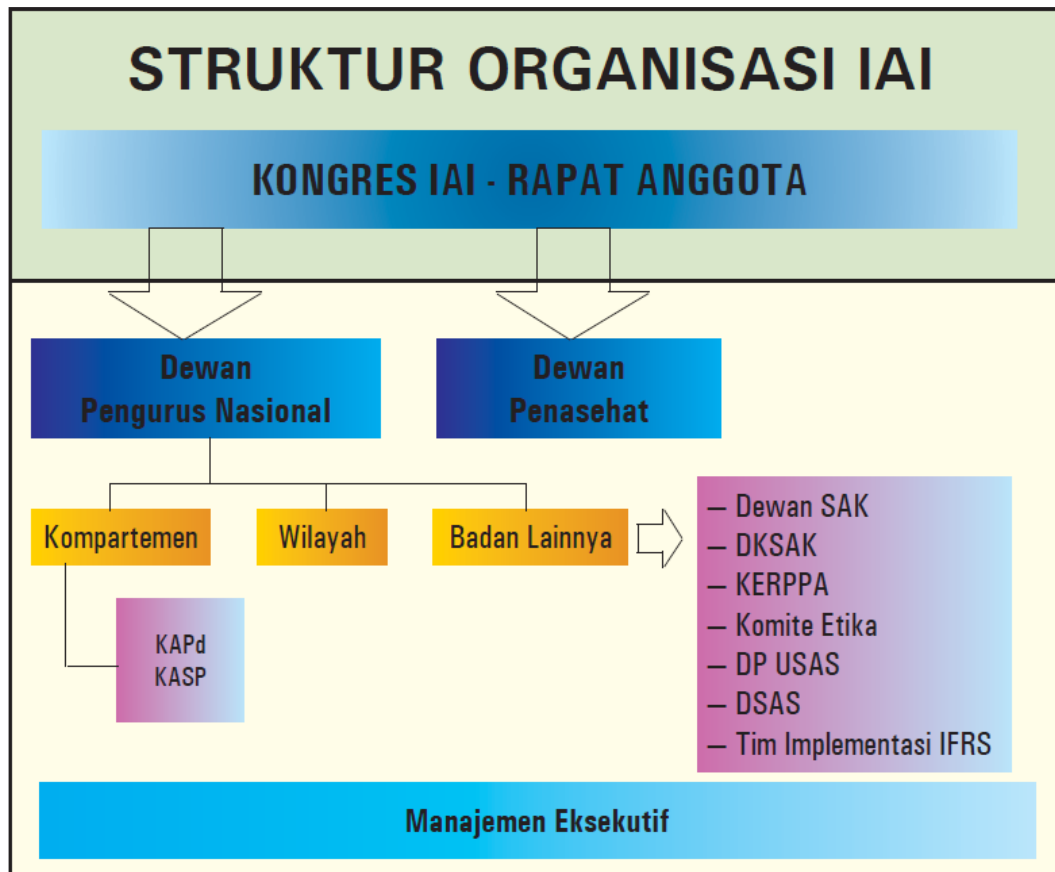 STRUKTUR ORGANISASI IAI
KONGRES IAI - RAPAT ANGGOTA
Dewan
Pengurus Nasional
Dewan
Penasehat
Kompartemen
Wilayah
Badan Lainnya
KAPd
KASP
– Dewan SAK
– DKSAK
– KERPPA
– Komite Etika
– DP USAS
– DSAS
– Tim Implementasi IFRS
Manajemen Eksekutif